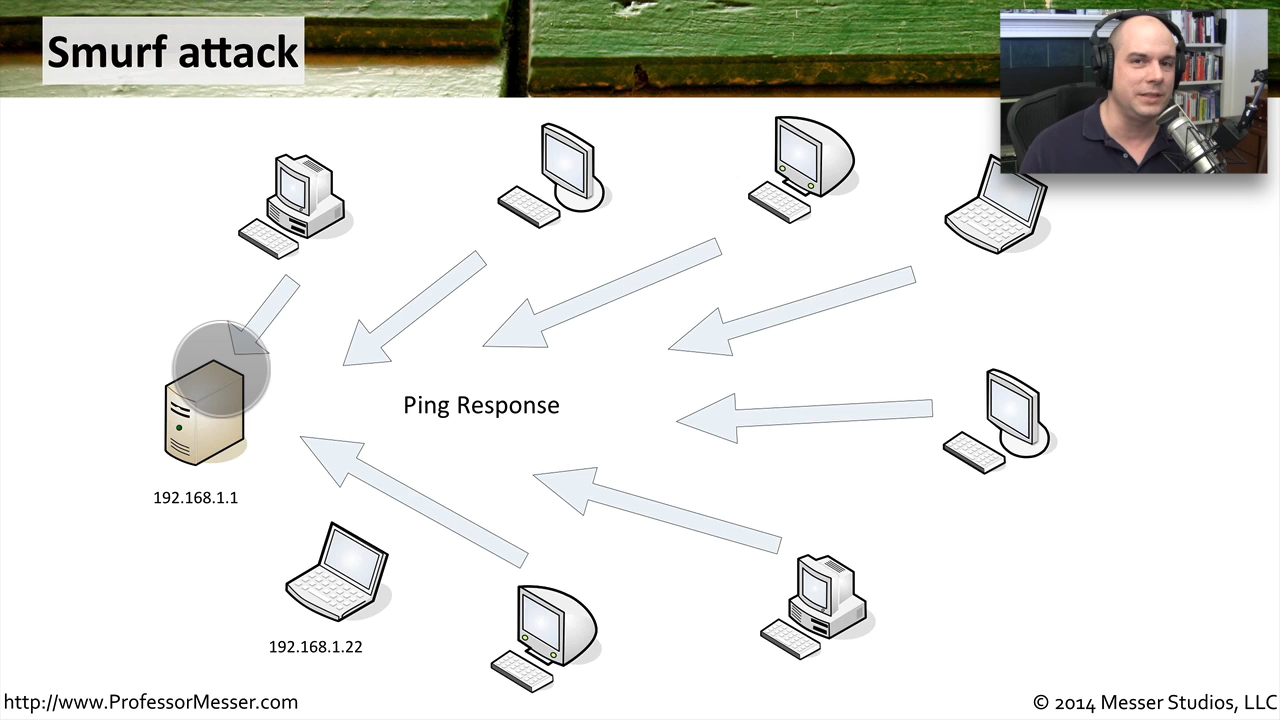 Smurf attack
Ping Response
192.168.1.1
192.168.1.22
http://www.ProfessorMesser.com
© 2014 Messer Studios, LLC